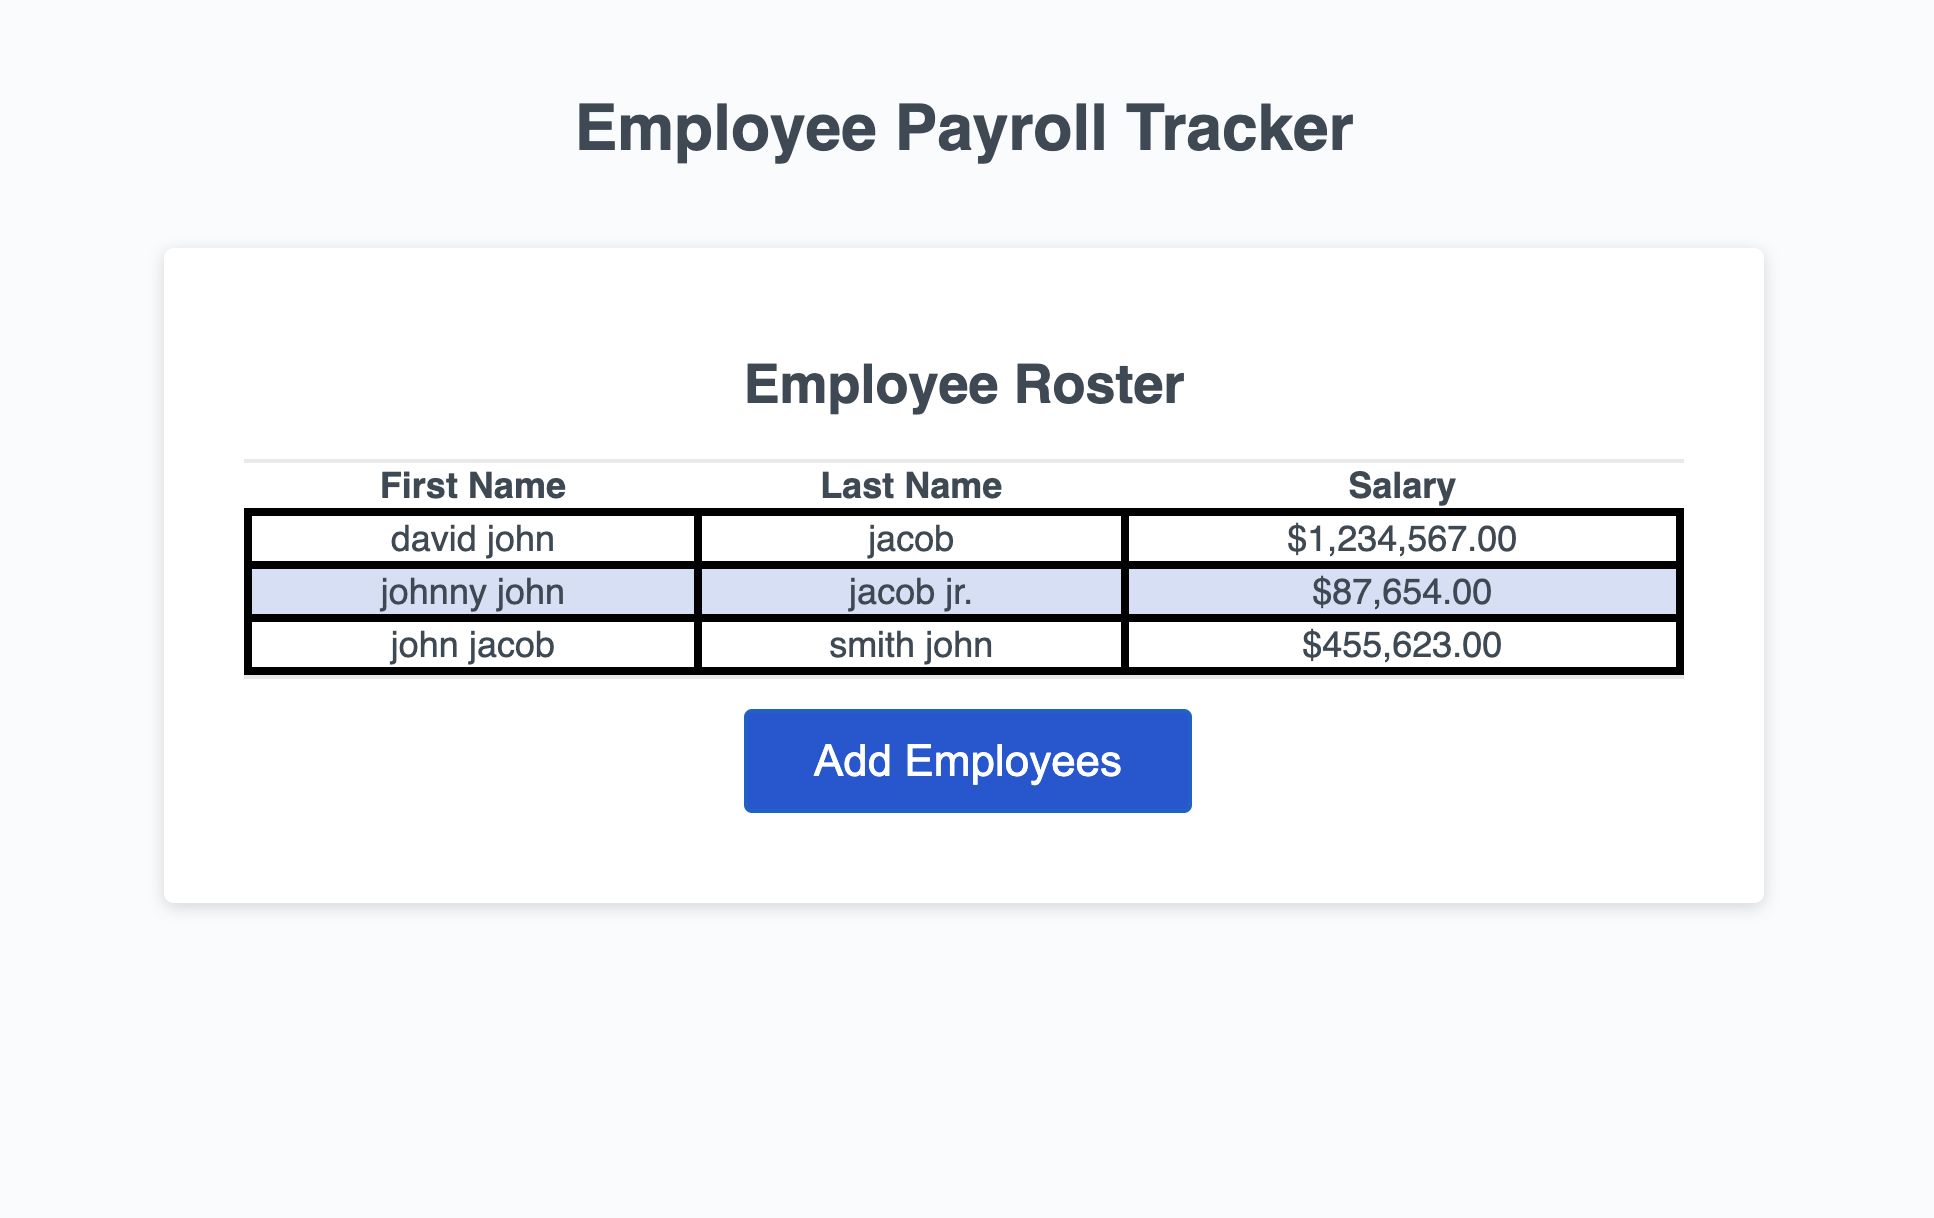 Employee Payroll Tracker
Employee Roster
First Name Last Name Salary
david john jacob $1,234,567.00
johnny john jacob jr. $87,654.00
john jacob smith john $455,623.00
Add Employees